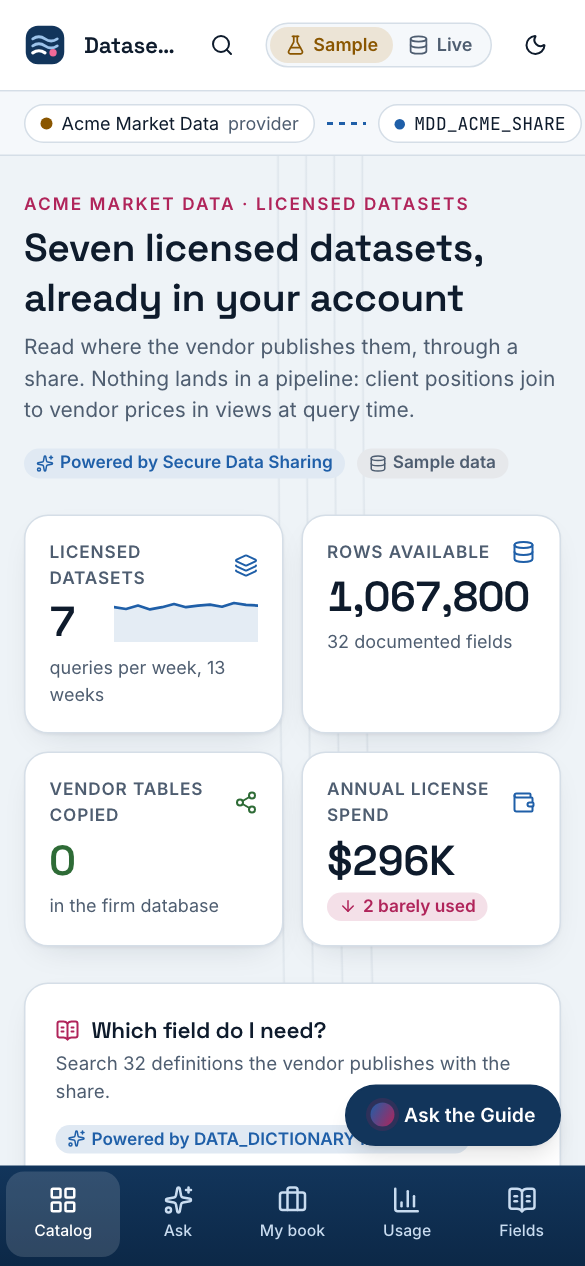 Datase...
Sample
Live
Acme Market Data provider
MDD_ACME_SHARE
ACME MARKET DATA · LICENSED DATASETS
Seven licensed datasets,
already in your account
Read where the vendor publishes them, through a
share. Nothing lands in a pipeline: client positions join
to vendor prices in views at query time.
Powered by Secure Data Sharing
Sample data
LICENSED
DATASETS
7
queries per week, 13
weeks
ROWS AVAILABLE
1,067,800
32 documented fields
VENDOR TABLES
COPIED
0
in the firm database
ANNUAL LICENSE
SPEND
$296K
2 barely used
Which field do I need?
Search 32 definitions the vendor publishes with the
share.
Powered by DATA_DICTIONARY
Ask the Guide
Catalog
Ask
My book
Usage
Fields